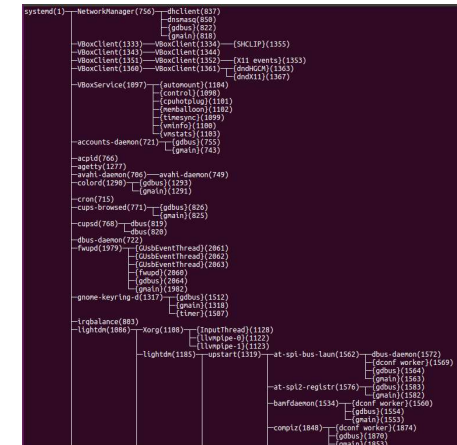 systemd(1)─┬─NetworkManager(756)─┬─dhclient(837)
├─dnsmasq(850)
├─{gdbus}(822)
└─{gmain}(818)
├─VBoxClient(1333)───VBoxClient(1334)───{SHCLIP}(1355)
├─VBoxClient(1343)───VBoxClient(1344)
├─VBoxClient(1351)───VBoxClient(1352)───{X11 events}(1353)
├─VBoxClient(1360)───VBoxClient(1361)─┬─{dndHGCM}(1363)
└─{dndX11}(1367)
├─VBoxService(1097)─┬─{automount}(1104)
├─{control}(1098)
├─{cpuhotplug}(1101)
├─{memballoon}(1102)
├─{timesync}(1099)
├─{vminfo}(1100)
└─{vmstats}(1103)
├─accounts-daemon(721)─┬─{gdbus}(755)
└─{gmain}(743)
├─acpid(766)
├─agetty(1277)
├─avahi-daemon(706)───avahi-daemon(749)
├─colord(1290)─┬─{gdbus}(1293)
└─{gmain}(1291)
├─cron(715)
├─cups-browsed(771)─┬─{gdbus}(826)
└─{gmain}(825)
├─cupsd(768)─┬─dbus(819)
└─dbus(820)
├─dbus-daemon(722)
├─fwupd(1979)─┬─{GUsbEventThread}(2061)
├─{GUsbEventThread}(2062)
├─{GUsbEventThread}(2063)
├─{fwupd}(2060)
├─{gdbus}(2064)
└─{gmain}(1982)
├─gnome-keyring-d(1317)─┬─{gdbus}(1512)
├─{gmain}(1318)
└─{timer}(1507)
├─irqbalance(803)
├─lightdm(1086)─┬─Xorg(1108)─┬─{InputThread}(1128)
├─{llvmpipe-0}(1122)
└─{llvmpipe-1}(1123)
├─lightdm(1185)─┬─upstart(1319)─┬─at-spi-bus-laun(1562)─┬─dbus-daemon(1572)
├─{dconf worker}(1569)
├─{gdbus}(1564)
└─{gmain}(1563)
├─at-spi2-registr(1576)─┬─{gdbus}(1583)
└─{gmain}(1582)
├─bamfdaemon(1534)─┬─{dconf worker}(1560)
├─{gdbus}(1554)
└─{gmain}(1553)
├─compiz(1848)─┬─{dconf worker}(1874)
├─{gdbus}(1870)